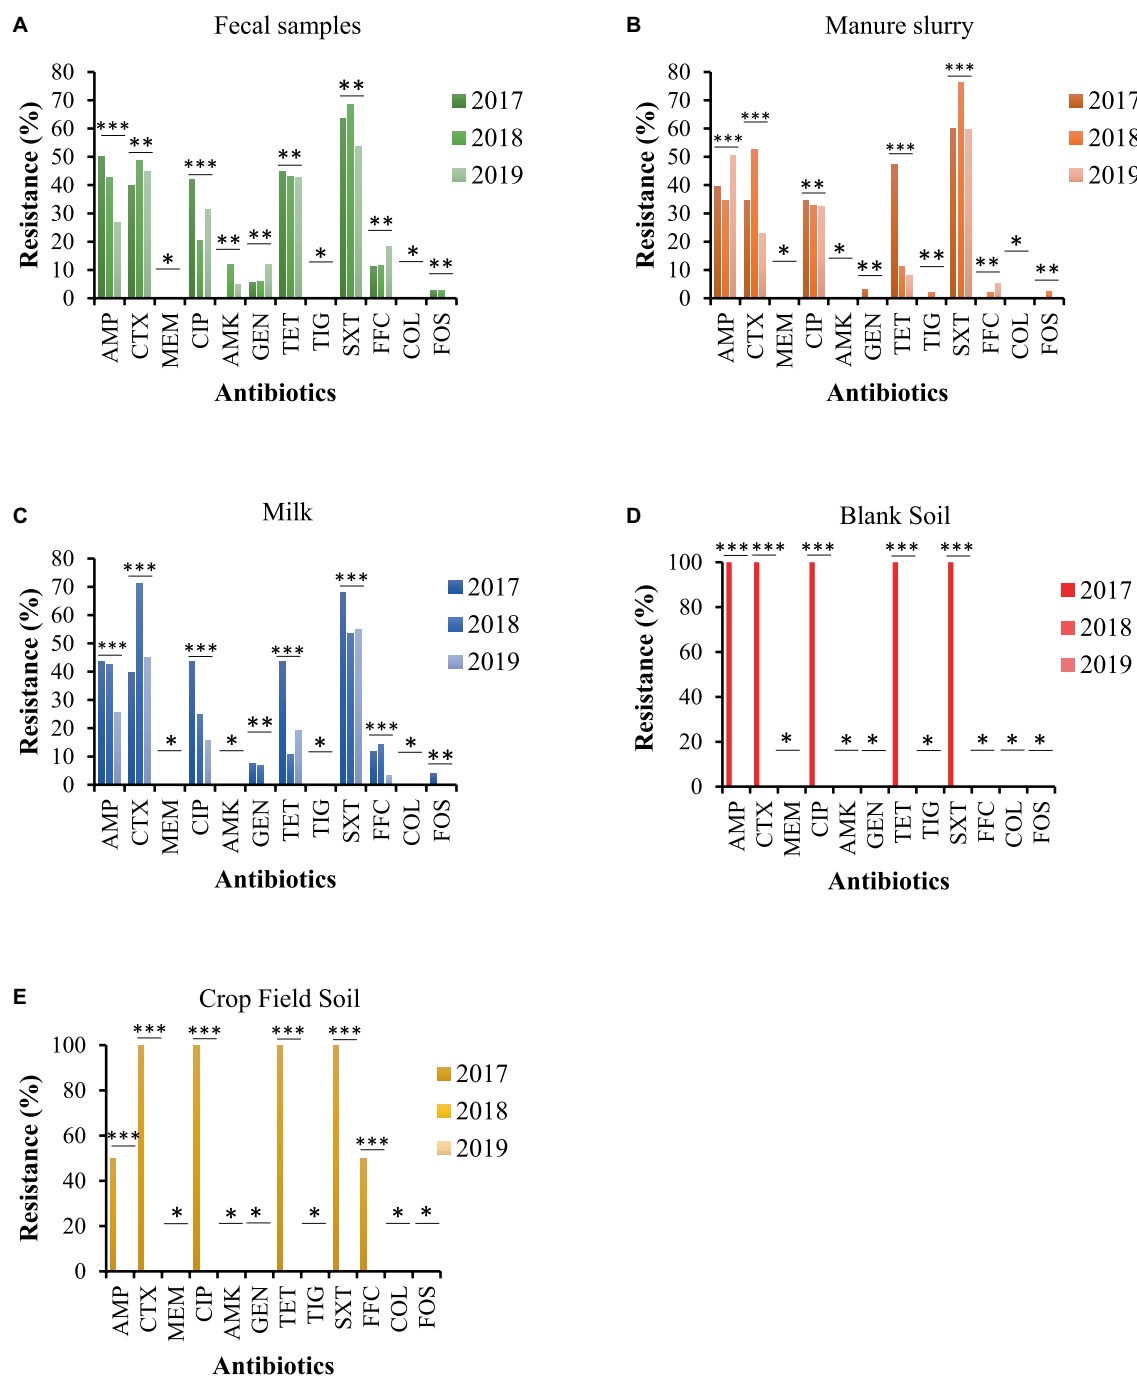 A
Fecal samples
*** ** * *** ** ** ** * ** ** * **
80
70
60
50
40
30
20
10
0
Resistance (%)
2017
2018
2019
AMP CTX MEM CIP AMK GEN TET TIG SXT FFC COL FOS
Antibiotics
B
Manure slurry
*** *** * ** * ** *** ** *** ** * **
80
70
60
50
40
30
20
10
0
Resistance (%)
2017
2018
2019
AMP CTX MEM CIP AMK GEN TET TIG SXT FFC COL FOS
Antibiotics
C
Milk
*** *** * *** * ** *** * *** *** * **
80
70
60
50
40
30
20
10
0
Resistance (%)
2017
2018
2019
AMP CTX MEM CIP AMK GEN TET TIG SXT FFC COL FOS
Antibiotics
D
Blank Soil
*** *** * *** * * *** * *** * * *
100
80
60
40
20
0
Resistance (%)
2017
2018
2019
AMP CTX MEM CIP AMK GEN TET TIG SXT FFC COL FOS
Antibiotics
E
Crop Field Soil
*** *** * *** * * *** * *** *** * *
100
80
60
40
20
0
Resistance (%)
2017
2018
2019
AMP CTX MEM CIP AMK GEN TET TIG SXT FFC COL FOS
Antibiotics